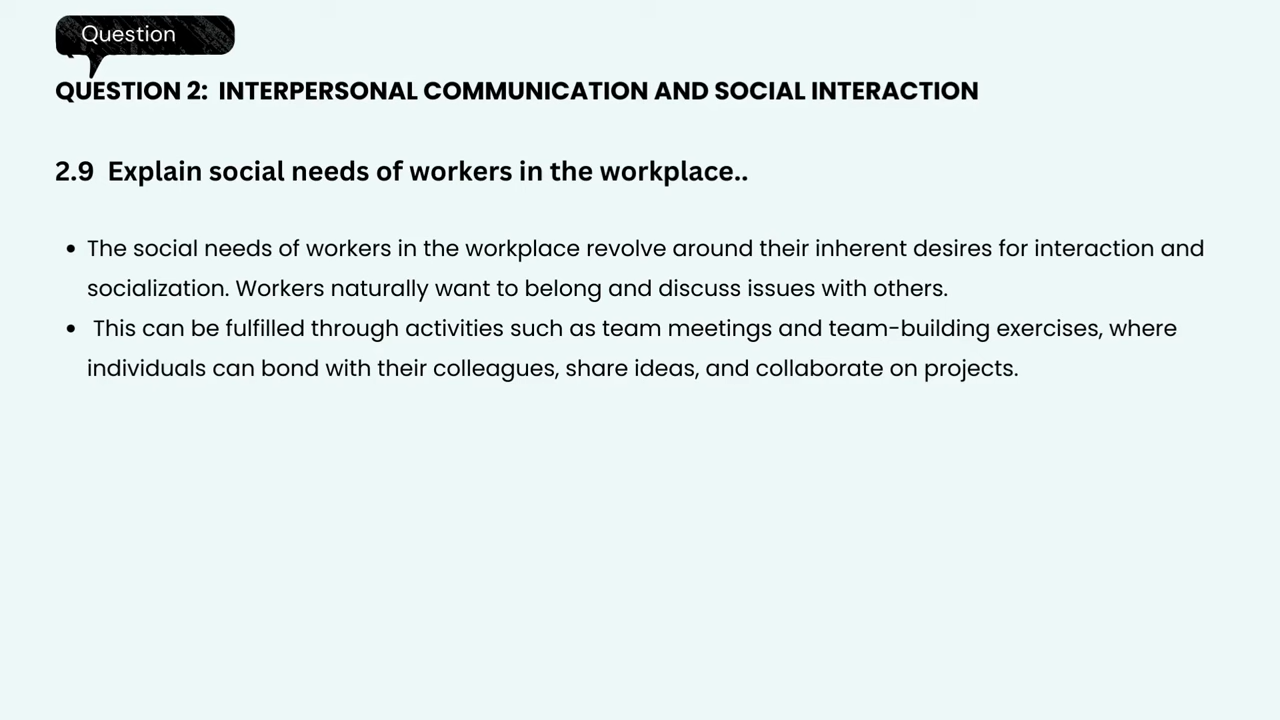 Question
QUESTION 2: INTERPERSONAL COMMUNICATION AND SOCIAL INTERACTION
2.9 Explain social needs of workers in the workplace..
• The social needs of workers in the workplace revolve around their inherent desires for interaction and
socialization. Workers naturally want to belong and discuss issues with others.
• This can be fulfilled through activities such as team meetings and team-building exercises, where
individuals can bond with their colleagues, share ideas, and collaborate on projects.